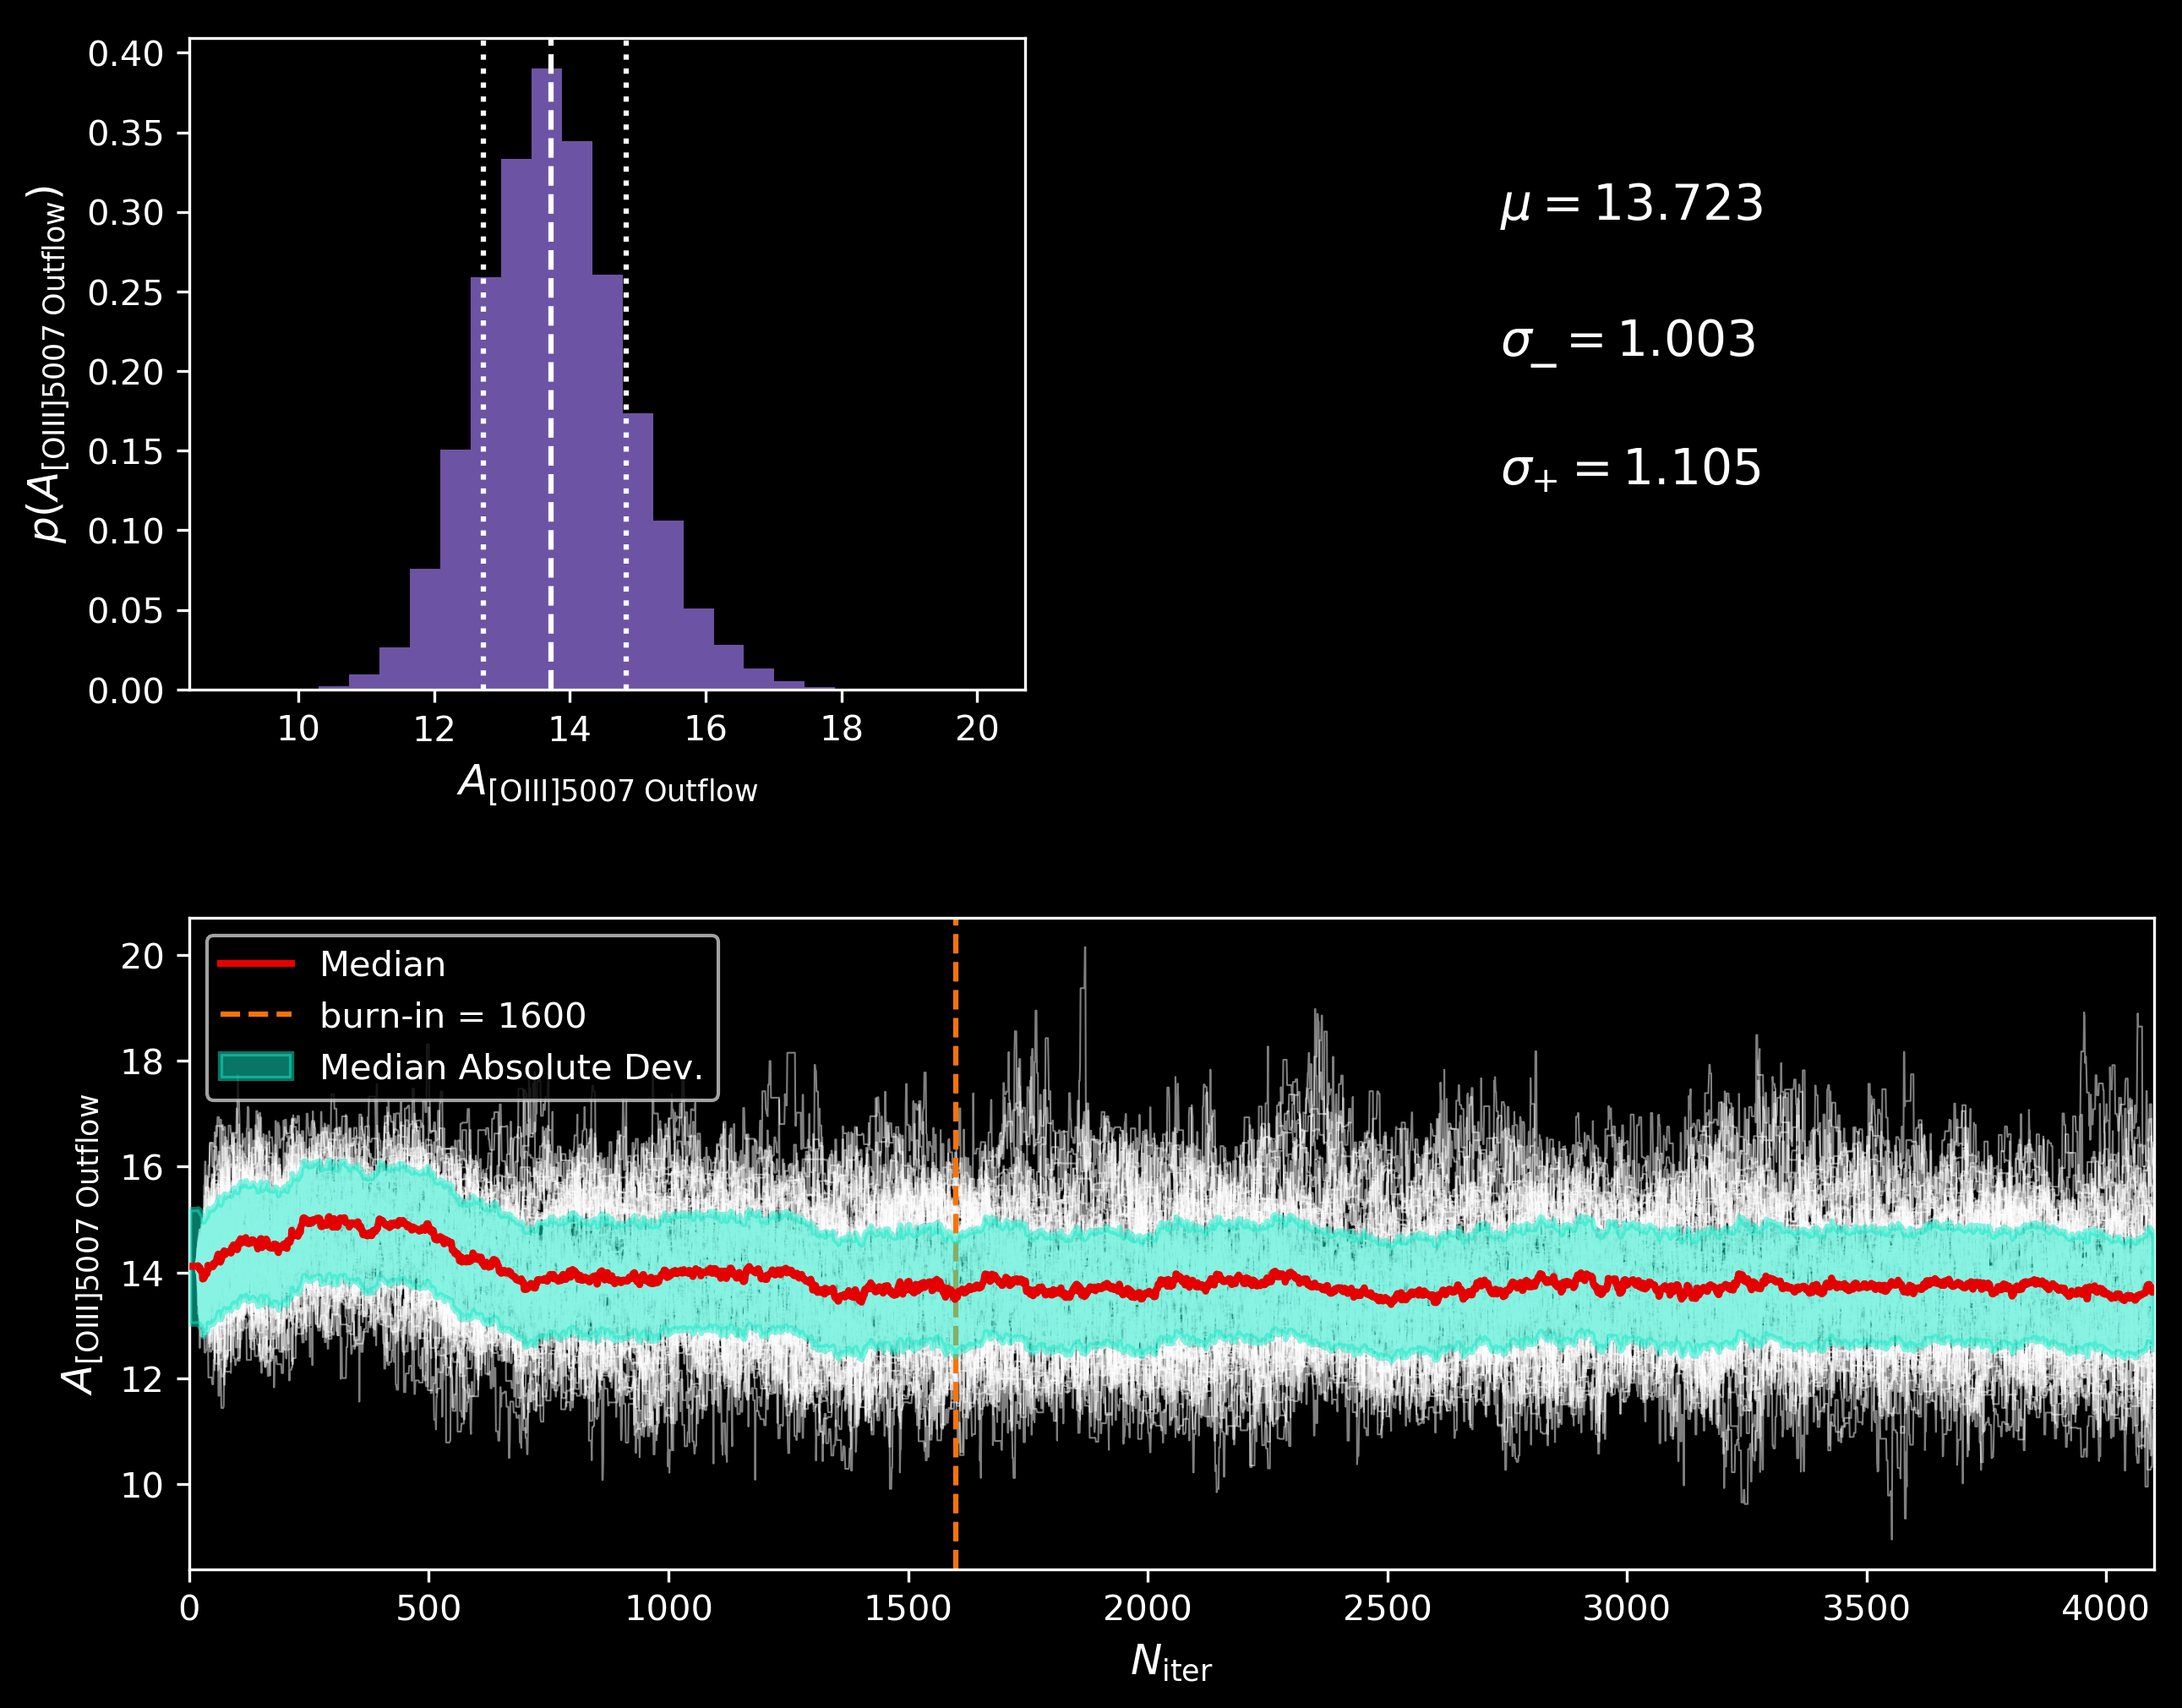 0.40
0.35
0.30
0.25
0.20
0.15
0.10
0.05
0.00
p(A[OIII]5007 Outflow)
10 12 14 16 18 20
A[OIII]5007 Outflow
μ = 13.723
σ− = 1.003
σ+ = 1.105
20
18
16
14
12
10
A[OIII]5007 Outflow
Median
burn-in = 1600
Median Absolute Dev.
0 500 1000 1500 2000 2500 3000 3500 4000
Niter